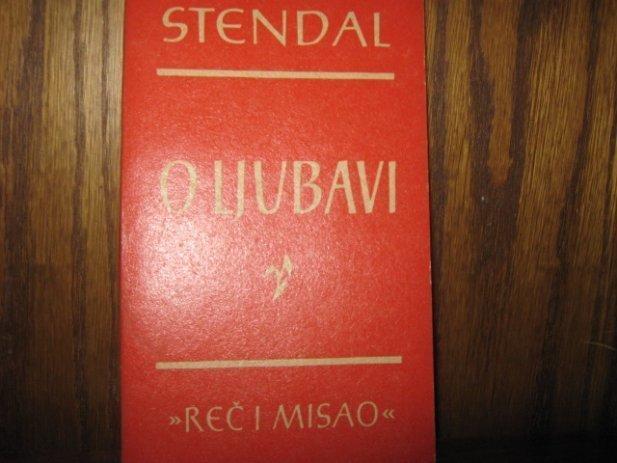 STENDAL
O LJUBAVI
»REČ I MISAO«